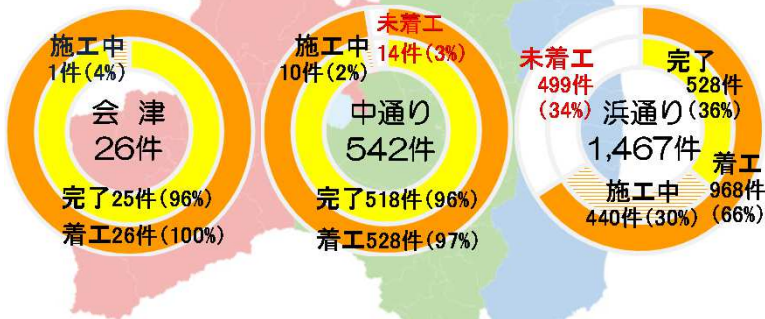 施工中
1件(4%)
会津
26件
完了25件(96%)
着工26件(100%)
施工中
10件(2%)
未着工
14件(3%)
中通り
542件
完了518件(96%)
着工528件(97%)
未着工
499件
(34%)
完了
528件
(36%)
浜通り
1,467件
着工
968件
(66%)
施工中
440件(30%)